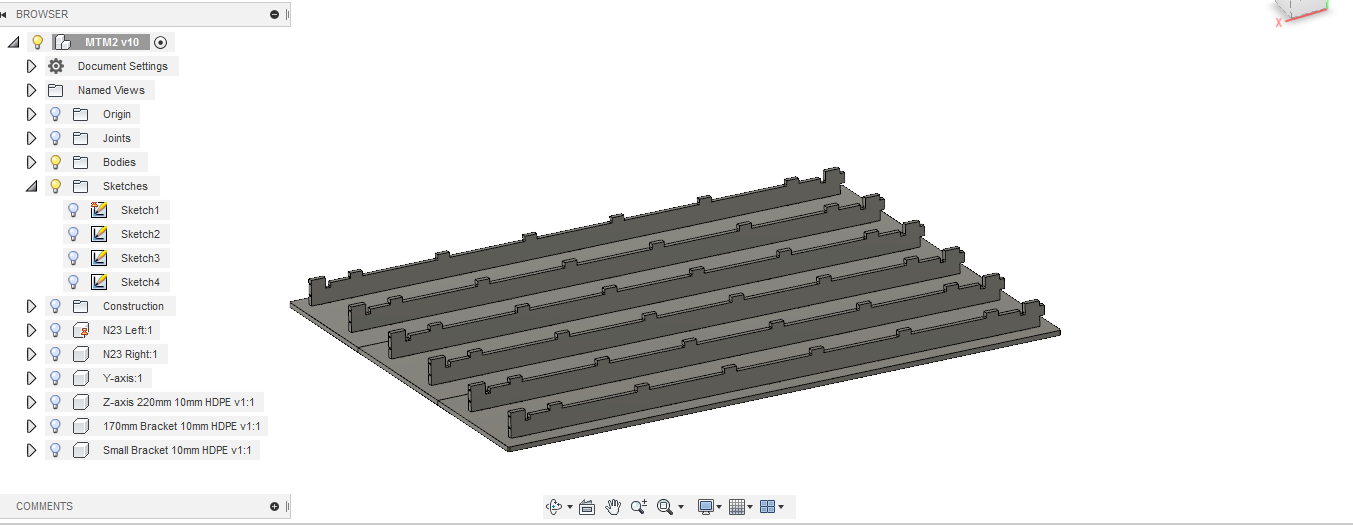 BROWSER
MTM2 v10
Document Settings
Named Views
Origin
Joints
Bodies
Sketches
Sketch1
Sketch2
Sketch3
Sketch4
Construction
N23 Left:1
N23 Right:1
Y-axis:1
Z-axis 220mm 10mm HDPE v1:1
170mm Bracket 10mm HDPE v1:1
Small Bracket 10mm HDPE v1:1
COMMENTS
X